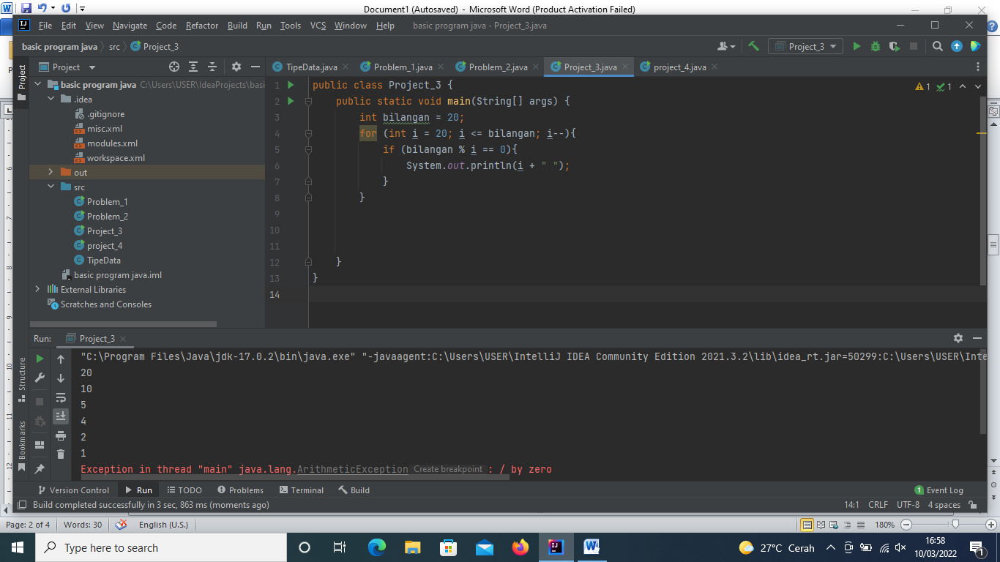 Document1 (Autosaved) - Microsoft Word (Product Activation Failed)
File Edit View Navigate Code Refactor Build Run Tools VCS Window Help basic program java - Project_3.java
basic program java src Project_3
Project_3
Project
Project
TipeData.java Problem_1.java Problem_2.java Project_3.java project_4.java
basic program java C:\Users\USER\IdeaProjects\basi
.idea
.gitignore
misc.xml
modules.xml
workspace.xml
out
src
Problem_1
Problem_2
Project_3
project_4
TipeData
basic program java.iml
External Libraries
Scratches and Consoles
1 public class Project_3 {
2 public static void main(String[] args) {
3 int bilangan = 20;
4 for (int i = 20; i <= bilangan; i--){
5 if (bilangan % i == 0){
6 System.out.println(i + " ");
7 }
8 }
9
10
11
12 }
13 }
14
1 1
Run: Project_3
Structure
Bookmarks
"C:\Program Files\Java\jdk-17.0.2\bin\java.exe" "-javaagent:C:\Users\USER\IntelliJ IDEA Community Edition 2021.3.2\lib\idea_rt.jar=50299:C:\Users\USER\Inte
20
10
5
4
2
1
Exception in thread "main" java.lang.ArithmeticException Create breakpoint : / by zero
Version Control Run TODO Problems Terminal Build 1 Event Log
Build completed successfully in 3 sec, 863 ms (moments ago) 14:1 CRLF UTF-8 4 spaces
Page: 2 of 4 Words: 30 English (U.S.) 180%
Type here to search
27°C Cerah
16:58
10/03/2022
1